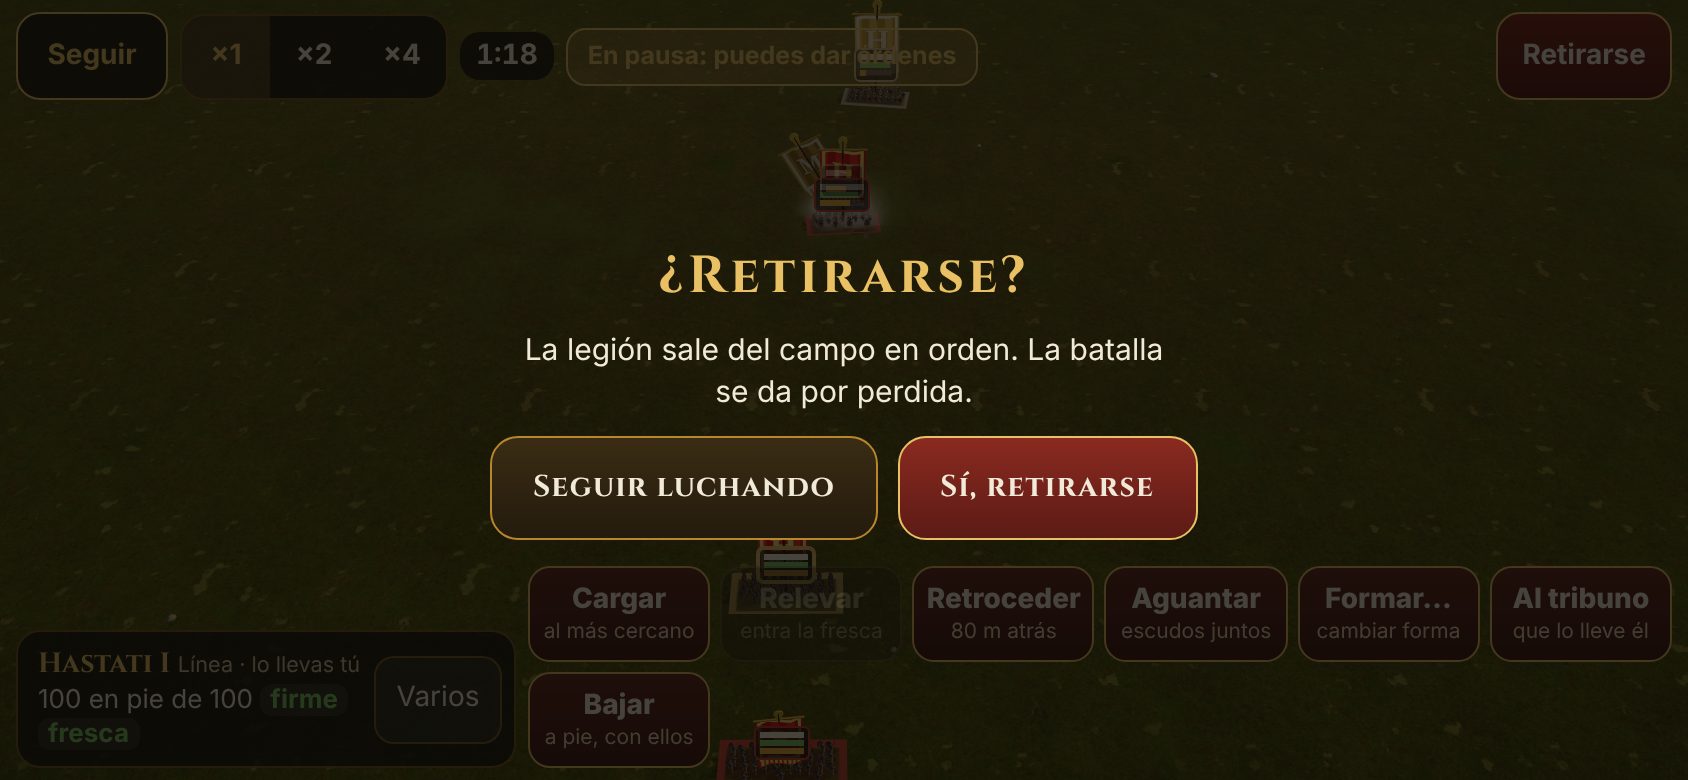 Seguir ×1 ×2 ×4 1:18 En pausa: puedes dar órdenes Retirarse
H
¿Retirarse?
La legión sale del campo en orden. La batalla
se da por perdida.
Seguir luchando Sí, retirarse
Cargar Relevar Retroceder Aguantar Formar... Al tribuno
al más cercano entra la fresca 80 m atrás escudos juntos cambiar forma que lo lleve él
Hastati I Línea · lo llevas tú
100 en pie de 100 firme
fresca
Varios
Bajar
a pie, con ellos